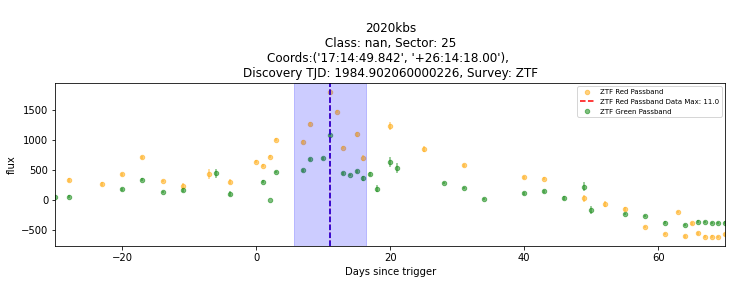 2020kbs
Class: nan, Sector: 25
Coords:('17:14:49.842', '+26:14:18.00'),
Discovery TJD: 1984.902060000226, Survey: ZTF
ZTF Red Passband
ZTF Red Passband Data Max: 11.0
ZTF Green Passband
flux
1500
1000
500
0
−500
−20
0
20
40
60
Days since trigger